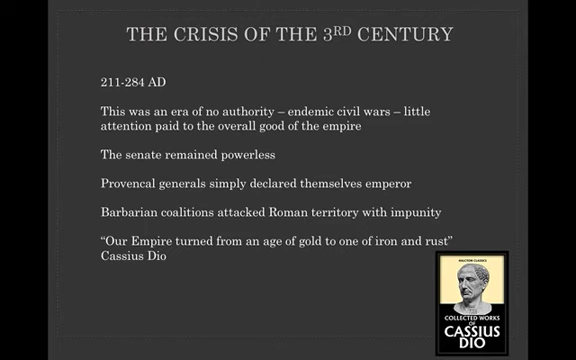 THE CRISIS OF THE 3RD CENTURY
211-284 AD
This was an era of no authority – endemic civil wars – little
attention paid to the overall good of the empire
The senate remained powerless
Provencal generals simply declared themselves emperor
Barbarian coalitions attacked Roman territory with impunity
“Our Empire turned from an age of gold to one of iron and rust”
Cassius Dio
HALCYON CLASSICS
COLLECTED WORKS
OF
CASSIUS
DIO